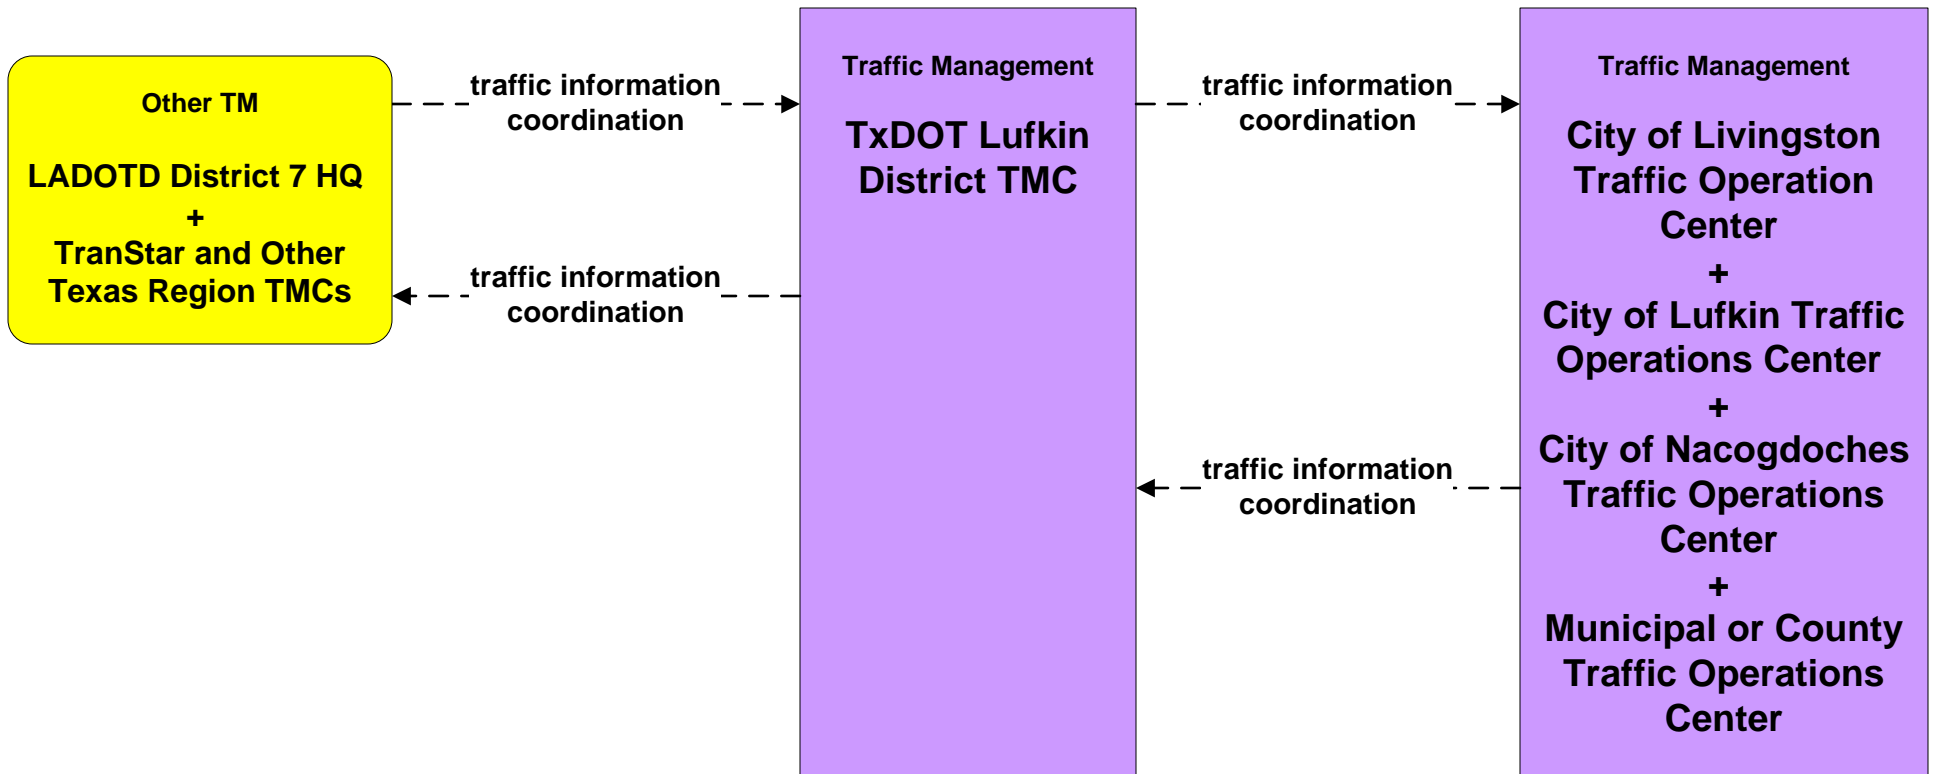 Other TM
LADOTD District 7 HQ
+
TranStar and Other
Texas Region TMCs
traffic information
coordination
traffic information
coordination
Traffic Management
TxDOT Lufkin
District TMC
traffic information
coordination
traffic information
coordination
Traffic Management
City of Livingston
Traffic Operation
Center
+
City of Lufkin Traffic
Operations Center
+
City of Nacogdoches
Traffic Operations
Center
+
Municipal or County
Traffic Operations
Center